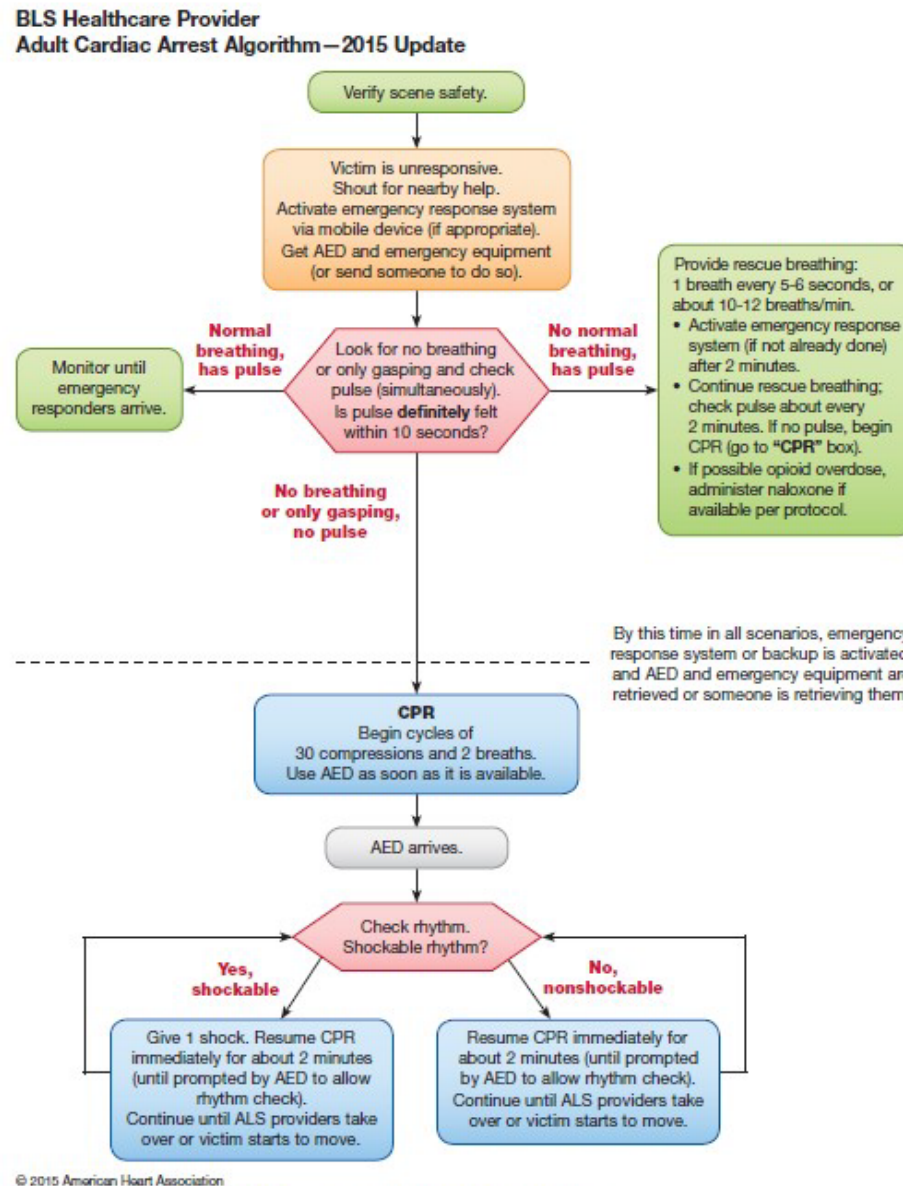 BLS Healthcare Provider
Adult Cardiac Arrest Algorithm—2015 Update
Verify scene safety.
Victim is unresponsive.
Shout for nearby help.
Activate emergency response system
via mobile device (if appropriate).
Get AED and emergency equipment
(or send someone to do so).
Normal
breathing,
has pulse
Monitor until
emergency
responders arrive.
Look for no breathing
or only gasping and check
pulse (simultaneously).
Is pulse definitely felt
within 10 seconds?
No normal
breathing,
has pulse
Provide rescue breathing:
1 breath every 5-6 seconds, or
about 10-12 breaths/min.
• Activate emergency response
system (if not already done)
after 2 minutes.
• Continue rescue breathing;
check pulse about every
2 minutes. If no pulse, begin
CPR (go to “CPR” box).
• If possible opioid overdose,
administer naloxone if
available per protocol.
No breathing
or only gasping,
no pulse
By this time in all scenarios, emergency
response system or backup is activated
and AED and emergency equipment are
retrieved or someone is retrieving them
CPR
Begin cycles of
30 compressions and 2 breaths.
Use AED as soon as it is available.
AED arrives.
Check rhythm.
Shockable rhythm?
Yes,
shockable
No,
nonshockable
Give 1 shock. Resume CPR
immediately for about 2 minutes
(until prompted by AED to allow
rhythm check).
Continue until ALS providers take
over or victim starts to move.
Resume CPR immediately for
about 2 minutes (until prompted
by AED to allow rhythm check).
Continue until ALS providers take
over or victim starts to move.
© 2015 American Heart Association